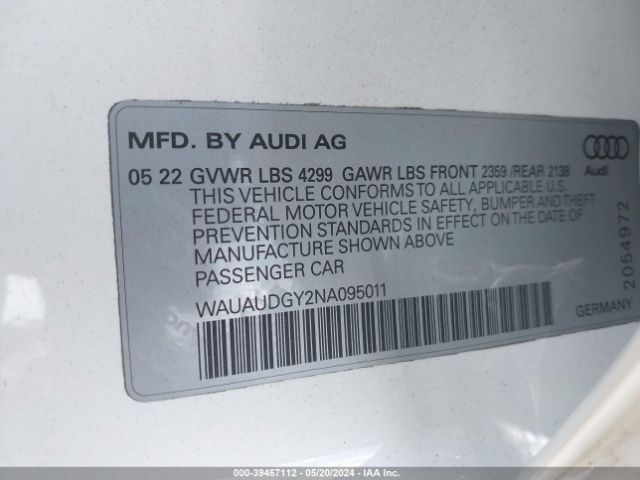 MFD. BY AUDI AG
05 22 GVWR LBS 4299 GAWR LBS FRONT 2359 /REAR 2138
THIS VEHICLE CONFORMS TO ALL APPLICABLE U.S.
FEDERAL MOTOR VEHICLE SAFETY, BUMPER AND THEFT
PREVENTION STANDARDS IN EFFECT ON THE DATE OF
MANUFACTURE SHOWN ABOVE
PASSENGER CAR
WAUAUDGY2NA095011
Audi
2054972
GERMANY
000-39467112 - 05/20/2024 - IAA Inc.